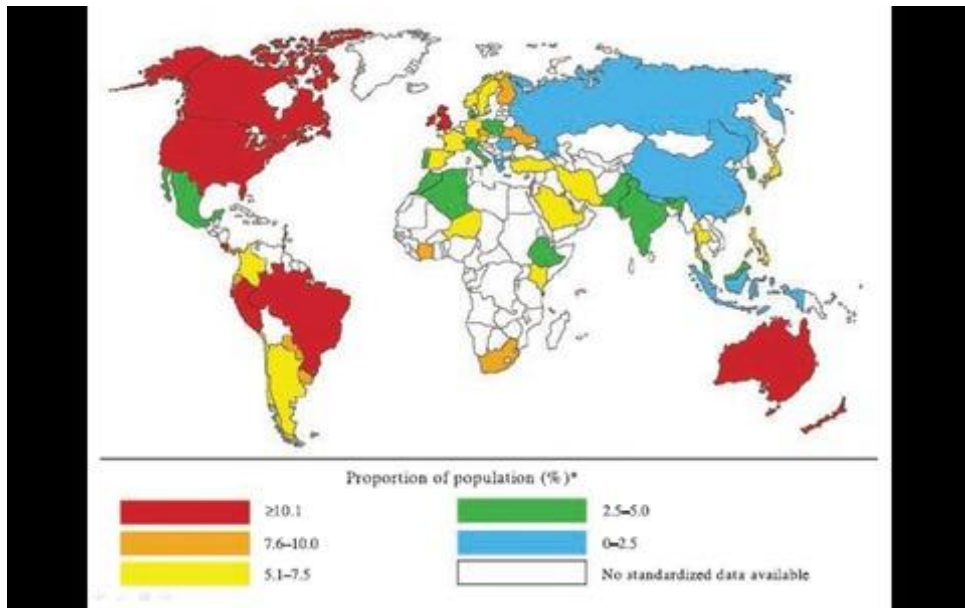 Proportion of population (%)*
≥10.1
7.6–10.0
5.1–7.5
2.5–5.0
0–2.5
No standardized data available